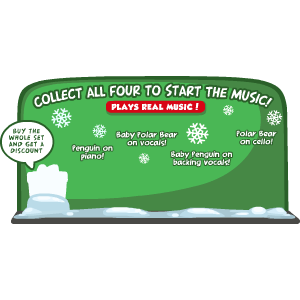 COLLECT ALL FOUR TO START THE MUSIC!
PLAYS REAL MUSIC!
BUY THE
WHOLE SET
AND GET A
DISCOUNT
Penguin on
piano!
Baby Polar Bear
on vocals!
Baby Penguin on
backing vocals!
Polar Bear
on cello!